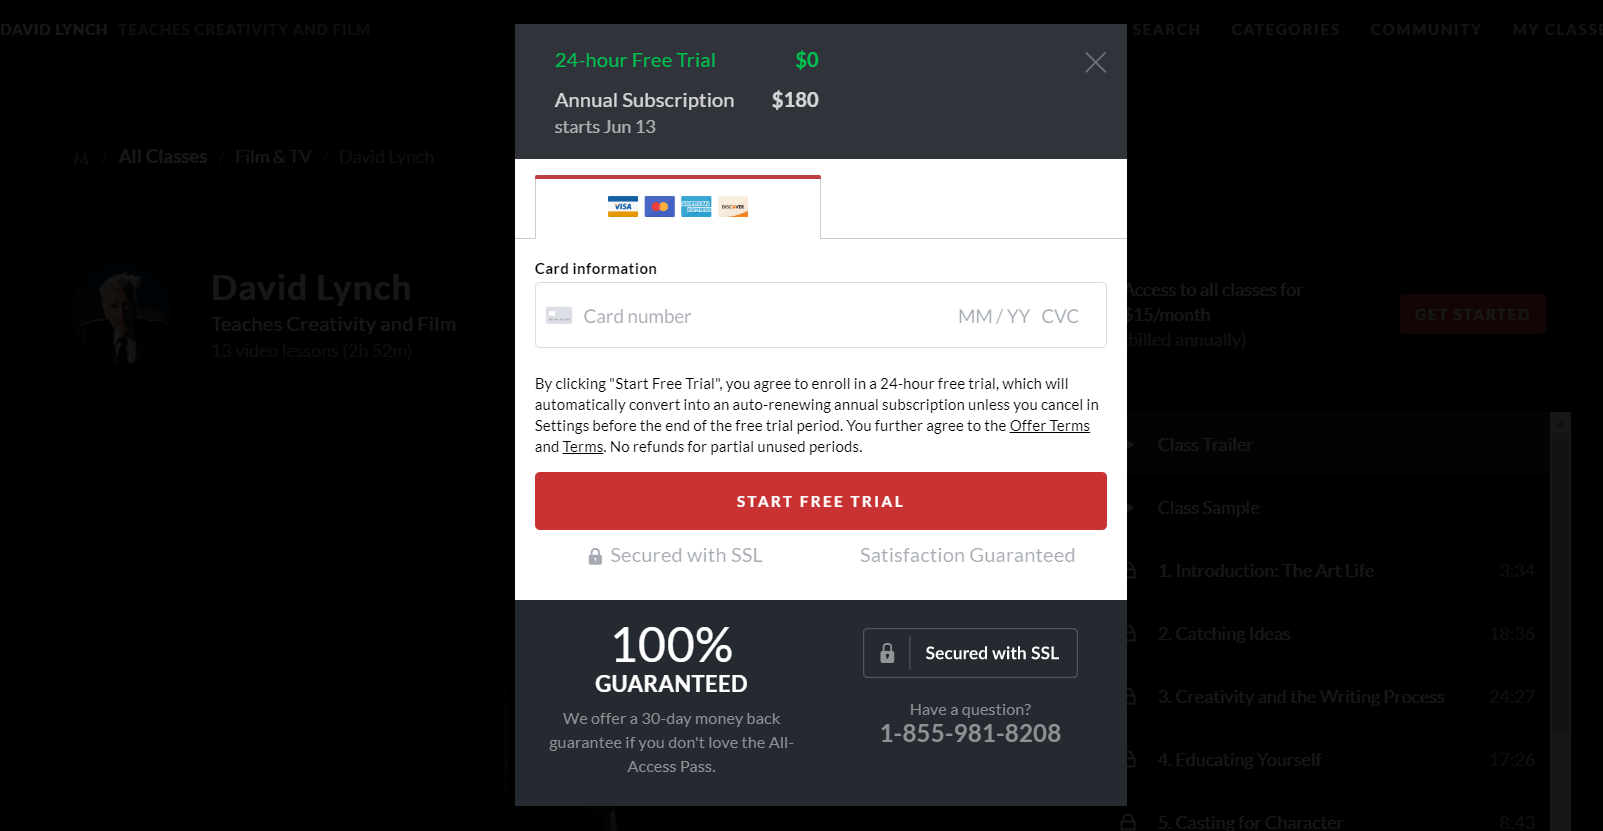 DAVID LYNCH TEACHES CREATIVITY AND FILM
SEARCH CATEGORIES COMMUNITY MY CLASSE
M / All Classes / Film & TV / David Lynch
David Lynch
Teaches Creativity and Film
13 video lessons (2h 52m)
24-hour Free Trial $0
Annual Subscription $180
starts Jun 13
VISA
AMERICAN EXPRESS
DISCOVER
Card information
Card number MM / YY CVC
By clicking "Start Free Trial", you agree to enroll in a 24-hour free trial, which will
automatically convert into an auto-renewing annual subscription unless you cancel in
Settings before the end of the free trial period. You further agree to the Offer Terms
and Terms. No refunds for partial unused periods.
START FREE TRIAL
Secured with SSL Satisfaction Guaranteed
100%
GUARANTEED
We offer a 30-day money back
guarantee if you don't love the All-
Access Pass.
Secured with SSL
Have a question?
1-855-981-8208
Access to all classes for
$15/month
(billed annually)
GET STARTED
Class Trailer
Class Sample
1. Introduction: The Art Life 3:34
2. Catching Ideas 18:36
3. Creativity and the Writing Process 24:27
4. Educating Yourself 17:26
5. Casting for Character 8:43